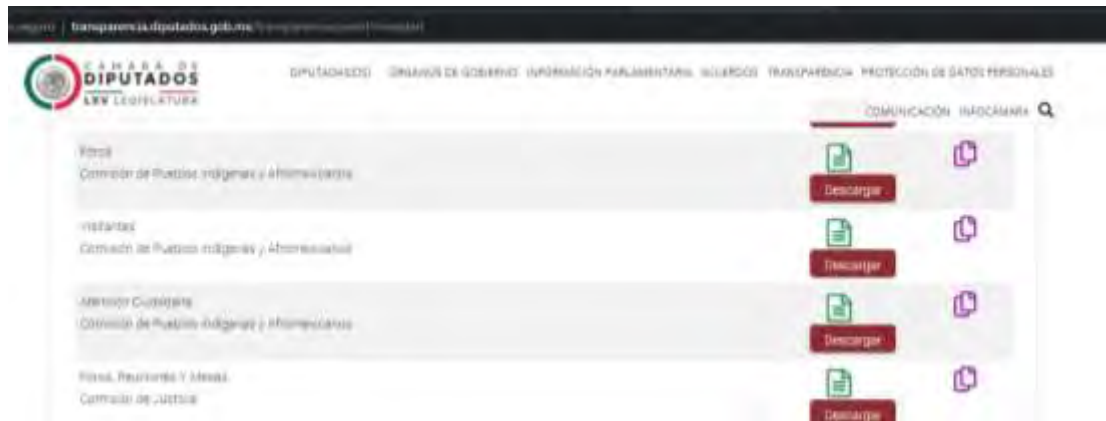 transparencia.diputados.gob.mx
CÁMARA DE
DIPUTADOS
LXV LEGISLATURA
DIPUTADAS(OS) ÓRGANOS DE GOBIERNO INFORMACIÓN PARLAMENTARIA ACUERDOS TRANSPARENCIA PROTECCIÓN DE DATOS PERSONALES
COMUNICACIÓN INFOCÁMARA
Foros
Comisión de Pueblos Indígenas y Afromexicanos
Descargar
Visitantes
Comisión de Pueblos Indígenas y Afromexicanos
Descargar
Atención Ciudadana
Comisión de Pueblos Indígenas y Afromexicanos
Descargar
Foros, Reuniones Y Mesas
Comisión de Justicia
Descargar